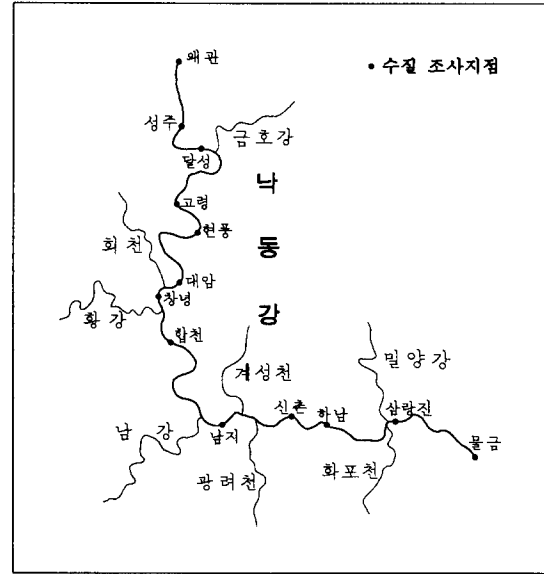 왜관
• 수질 조사지점
성주
금호강
달성
낙동강
고령
현풍
회천
대암
창녕
황강
합천
계성천
밀양강
신촌
하남
삼랑진
남강
남지
물금
광려천
화포천